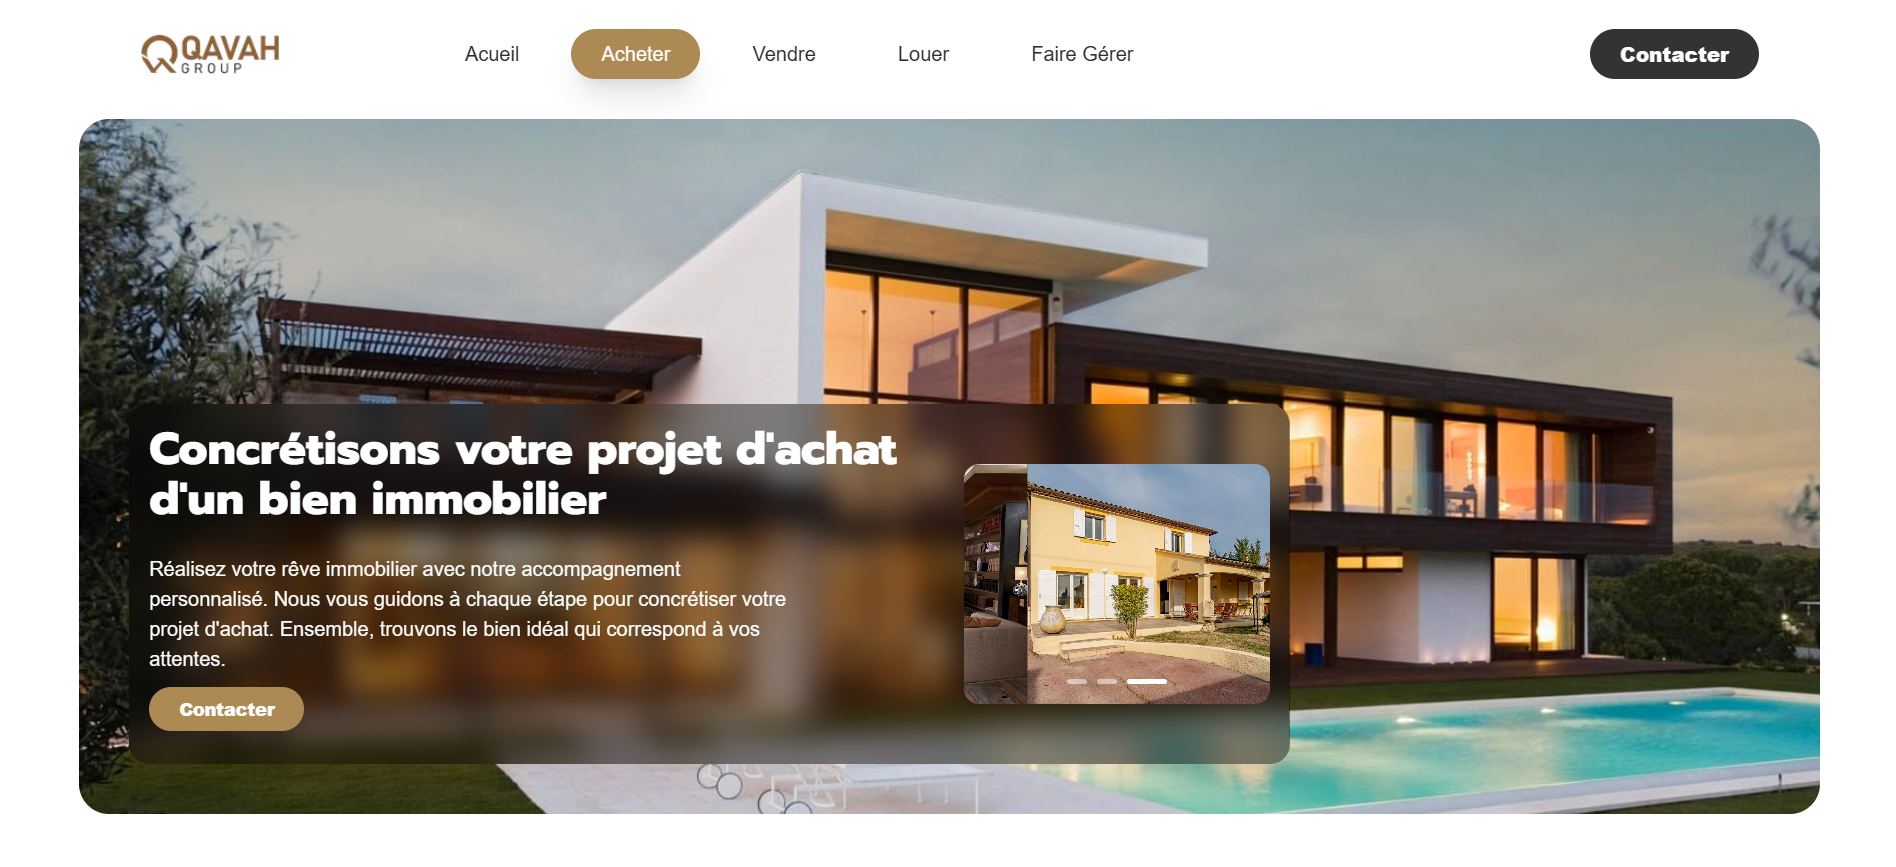 QAVAH
GROUP
Acueil
Acheter
Vendre
Louer
Faire Gérer
Contacter
Concrétisons votre projet d'achat
d'un bien immobilier
Réalisez votre rêve immobilier avec notre accompagnement
personnalisé. Nous vous guidons à chaque étape pour concrétiser votre
projet d'achat. Ensemble, trouvons le bien idéal qui correspond à vos
attentes.
Contacter